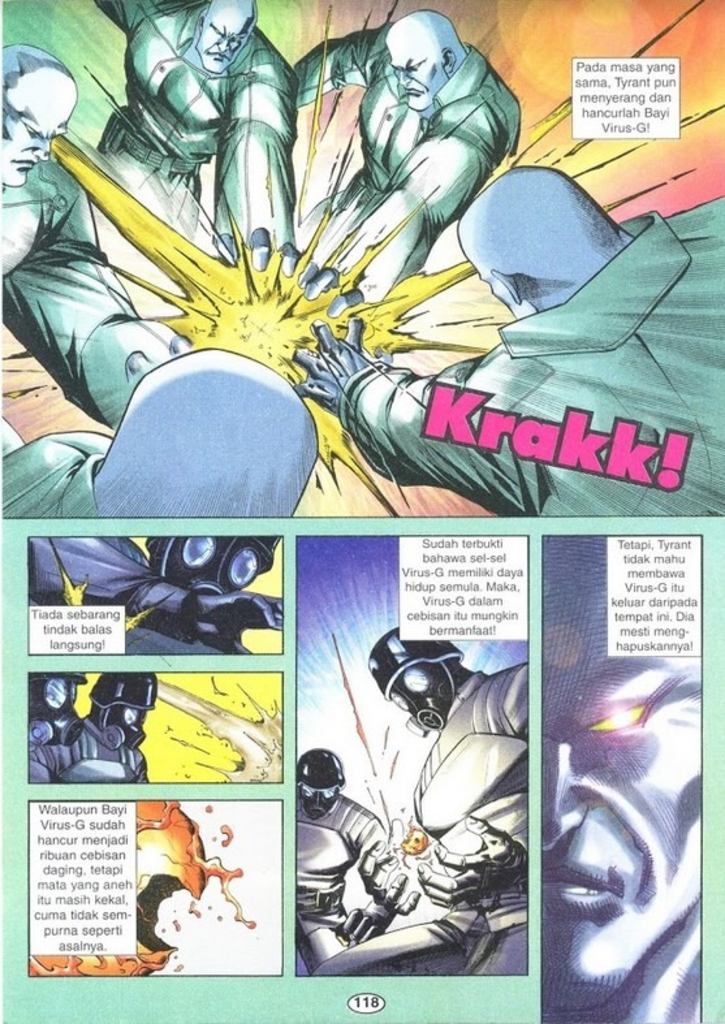 Pada masa yang
sama, Tyrant pun
menyerang dan
hancurlah Bayi
Virus-G!
Krakk!
Tiada sebarang
tindak balas
langsung!
Walaupun Bayi
Virus-G sudah
hancur menjadi
ribuan cebisan
daging, tetapi
mata yang aneh
itu masih kekal,
cuma tidak sem-
purna seperti
asalnya.
Sudah terbukti
bahawa sel-sel
Virus-G memiliki daya
hidup semula. Maka,
Virus-G dalam
cebisan itu mungkin
bermanfaat!
Tetapi, Tyrant
tidak mahu
membawa
Virus-G itu
keluar daripada
tempat ini. Dia
mesti meng-
hapuskannya!
118